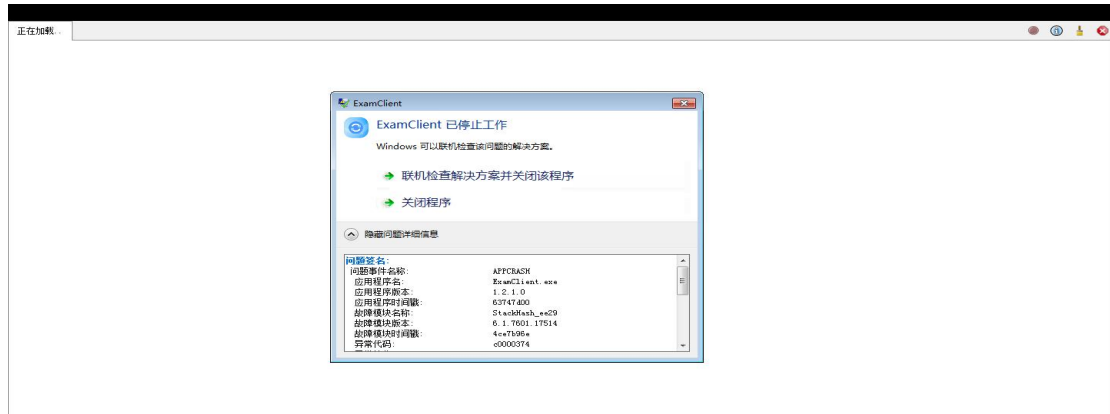 正在加载..
ExamClient
ExamClient 已停止工作
Windows 可以联机检查该问题的解决方案。
联机检查解决方案并关闭该程序
关闭程序
隐藏问题详细信息
问题签名:
问题事件名称: APPCRASH
应用程序名: ExamClient.exe
应用程序版本: 1.2.1.0
应用程序时间戳: 63747d00
故障模块名称: StackHash_ee29
故障模块版本: 6.1.7601.17514
故障模块时间戳: 4ce7b96e
异常代码: c0000374